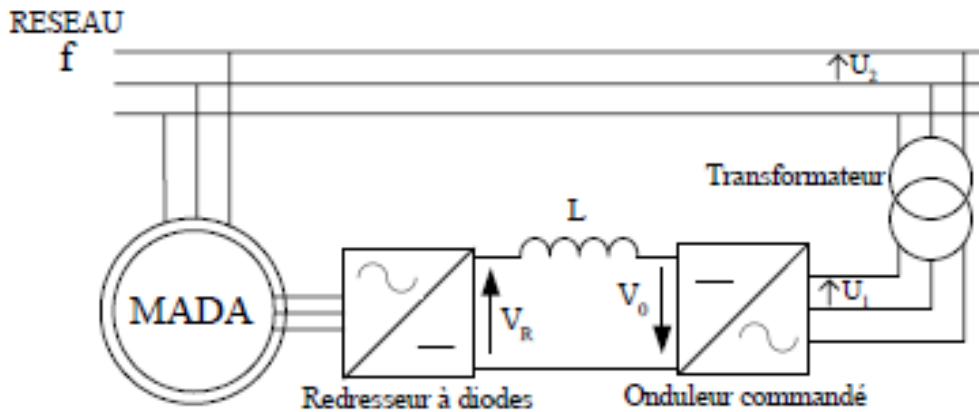 RESEAU
f
U2
Transformateur
L
MADA
VR
V0
U1
Redresseur à diodes
Onduleur commandé